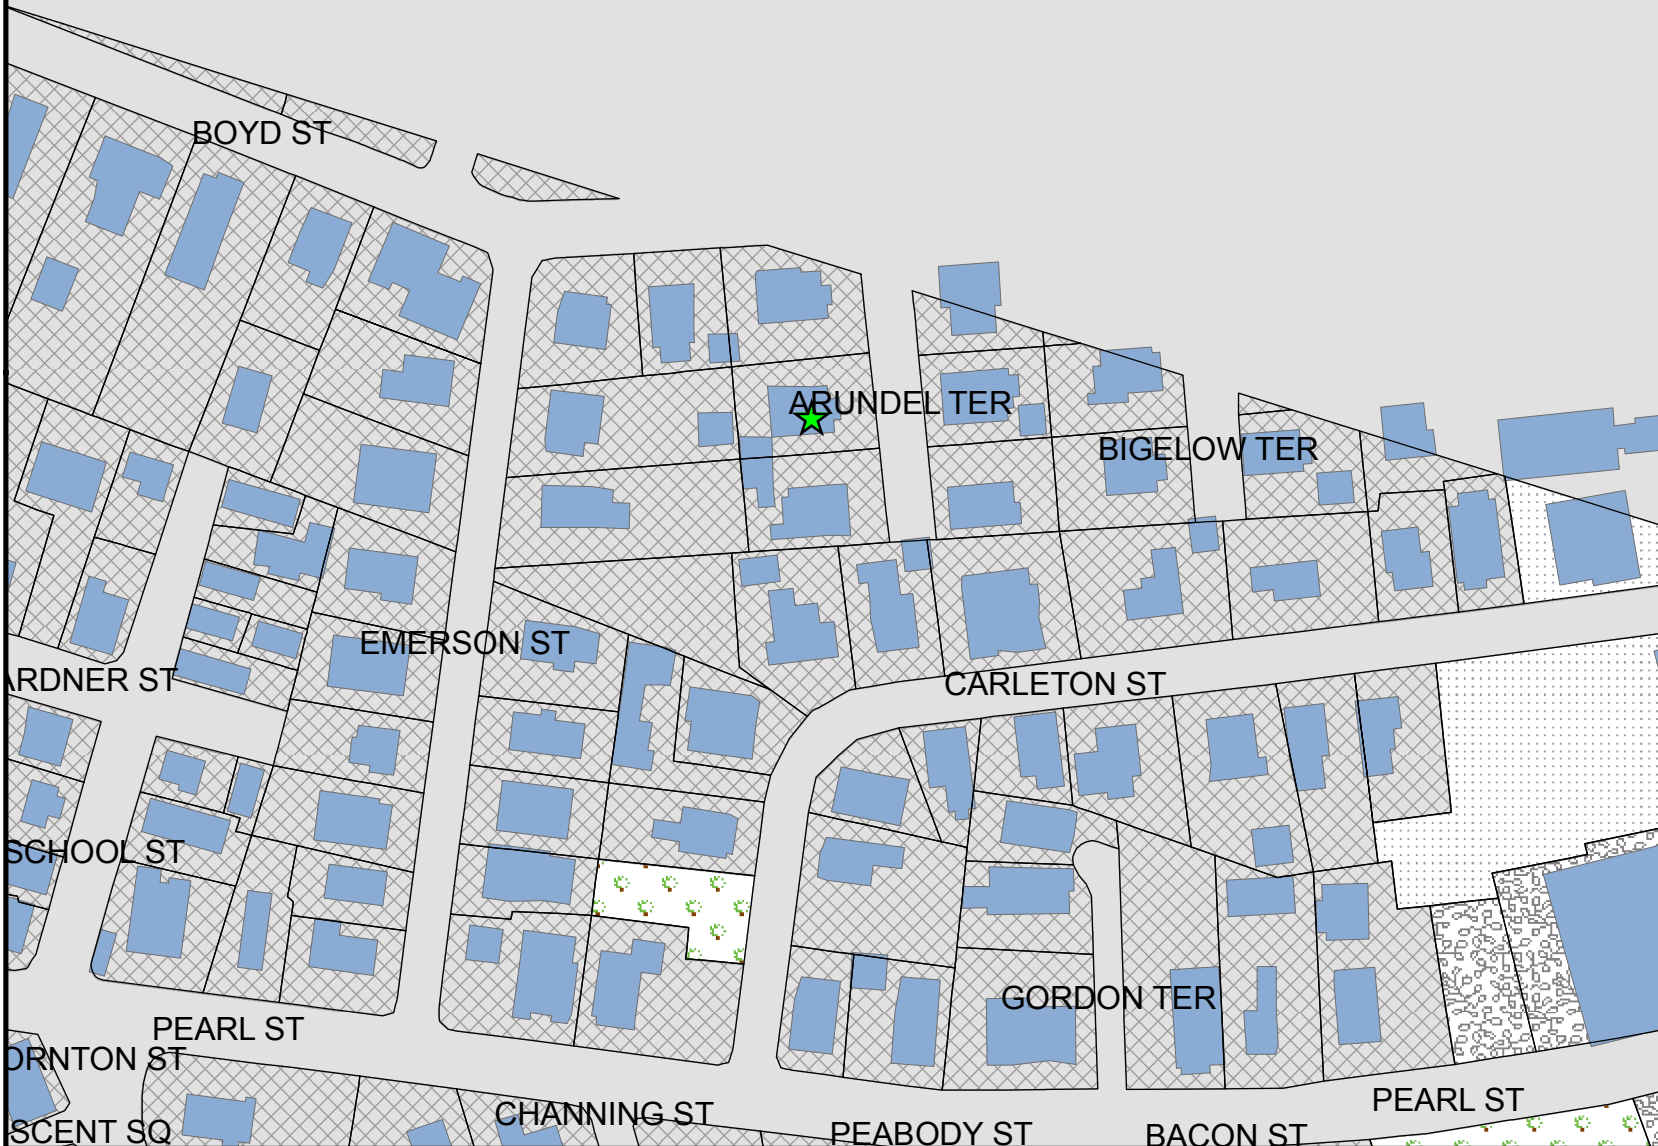 BOYD ST
ARUNDEL TER
BIGELOW TER
EMERSON ST
ARDNER ST
CARLETON ST
SCHOOL ST
GORDON TER
PEARL ST
ORNTON ST
PEARL ST
CHANNING ST
SCENT SQ
PEABODY ST
BACON ST